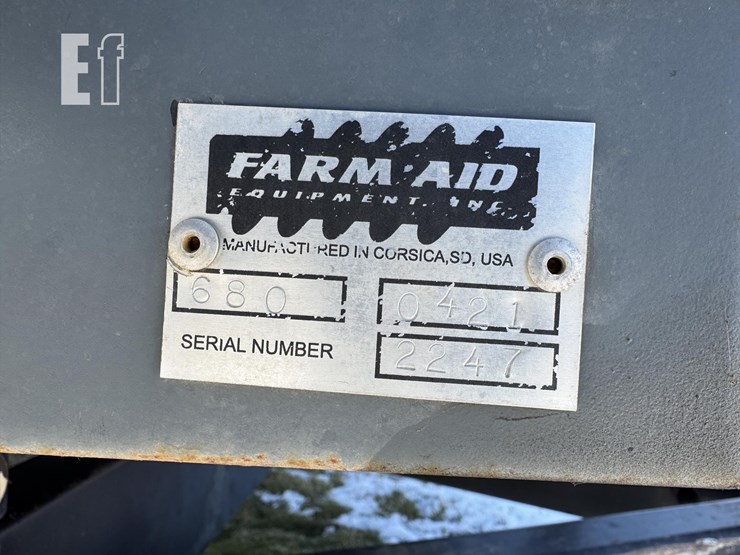 Ef
FARM AID
EQUIPMENT, INC.
MANUFACTURED IN CORSICA, SD, USA
680 0421
SERIAL NUMBER 2247